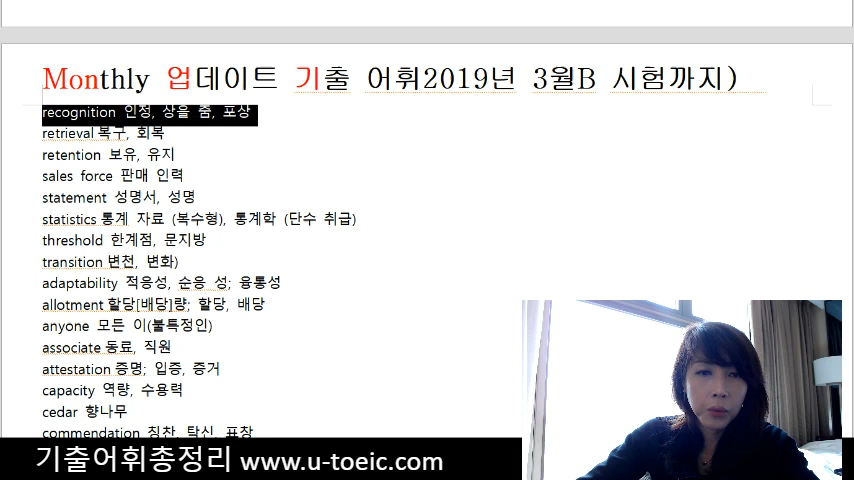 Monthly 업데이트 기출 어휘2019년 3월B 시험까지)
recognition 인정, 상을 줌, 포상
retrieval 복구, 회복
retention 보유, 유지
sales force 판매 인력
statement 성명서, 성명
statistics 통계 자료 (복수형), 통계학 (단수 취급)
threshold 한계점, 문지방
transition 변천, 변화)
adaptability 적응성, 순응 성; 융통성
allotment 할당[배당]량; 할당, 배당
anyone 모든 이(불특정인)
associate 동료, 직원
attestation 증명; 입증, 증거
capacity 역량, 수용력
cedar 향나무
commendation 칭찬, 탁신, 표창
기출어휘총정리 www.u-toeic.com